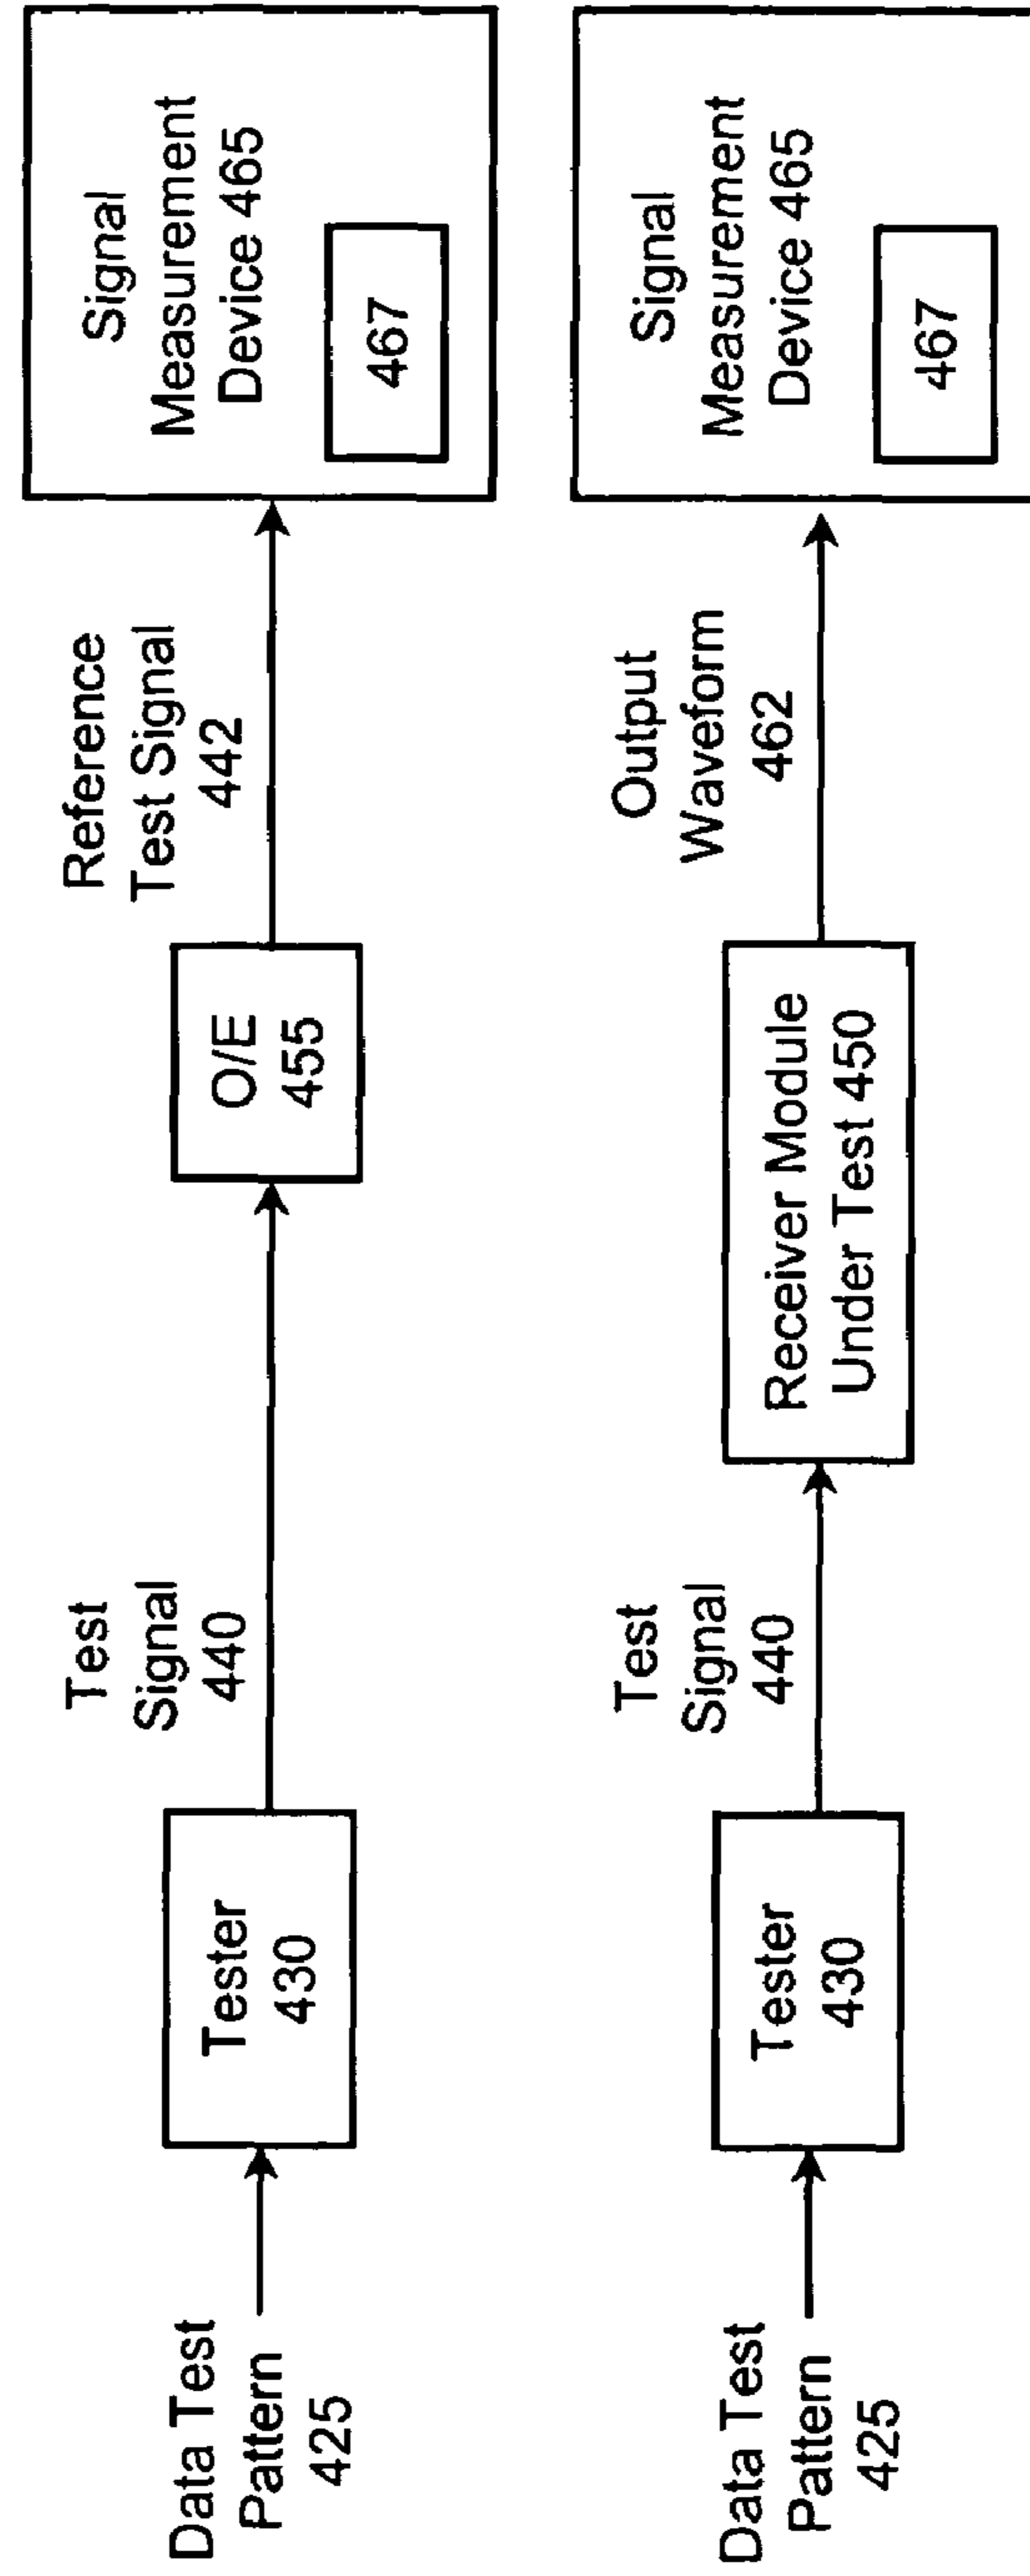 Data Test
Pattern
425
Tester
430
Test
Signal
440
O/E
455
Reference
Test Signal
442
Signal
Measurement
Device 465
467
Data Test
Pattern
425
Tester
430
Test
Signal
440
Receiver Module
Under Test 450
Output
Waveform
462
Signal
Measurement
Device 465
467